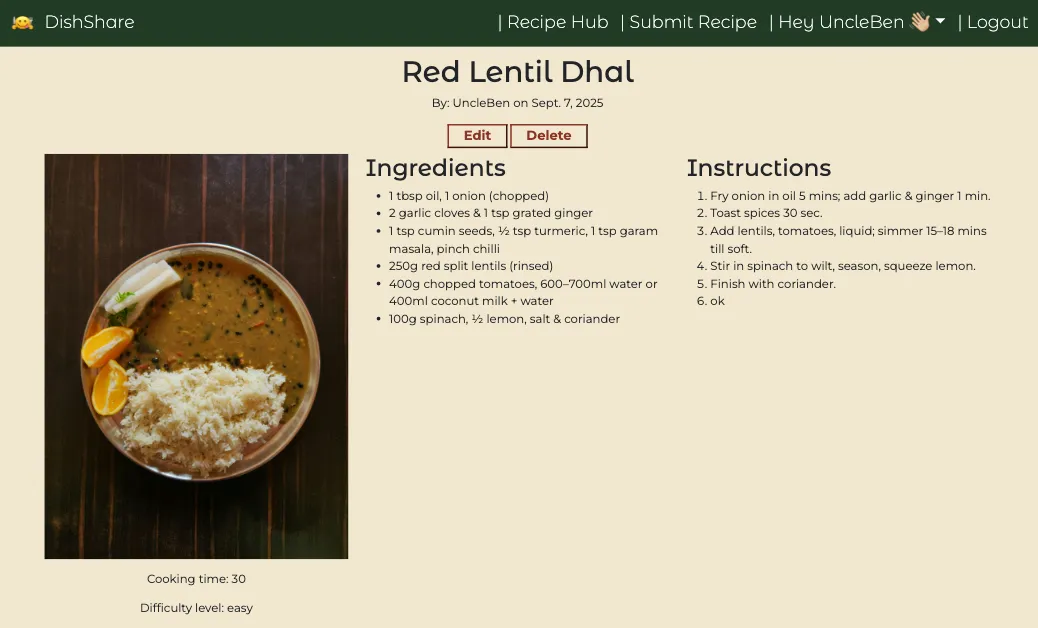 DishShare
| Recipe Hub | Submit Recipe | Hey UncleBen 👋🏼 | Logout
Red Lentil Dhal
By: UncleBen on Sept. 7, 2025
Edit Delete
Ingredients
• 1 tbsp oil, 1 onion (chopped)
• 2 garlic cloves & 1 tsp grated ginger
• 1 tsp cumin seeds, ½ tsp turmeric, 1 tsp garam
masala, pinch chilli
• 250g red split lentils (rinsed)
• 400g chopped tomatoes, 600–700ml water or
400ml coconut milk + water
• 100g spinach, ½ lemon, salt & coriander
Instructions
1. Fry onion in oil 5 mins; add garlic & ginger 1 min.
2. Toast spices 30 sec.
3. Add lentils, tomatoes, liquid; simmer 15–18 mins
till soft.
4. Stir in spinach to wilt, season, squeeze lemon.
5. Finish with coriander.
6. ok
Cooking time: 30
Difficulty level: easy